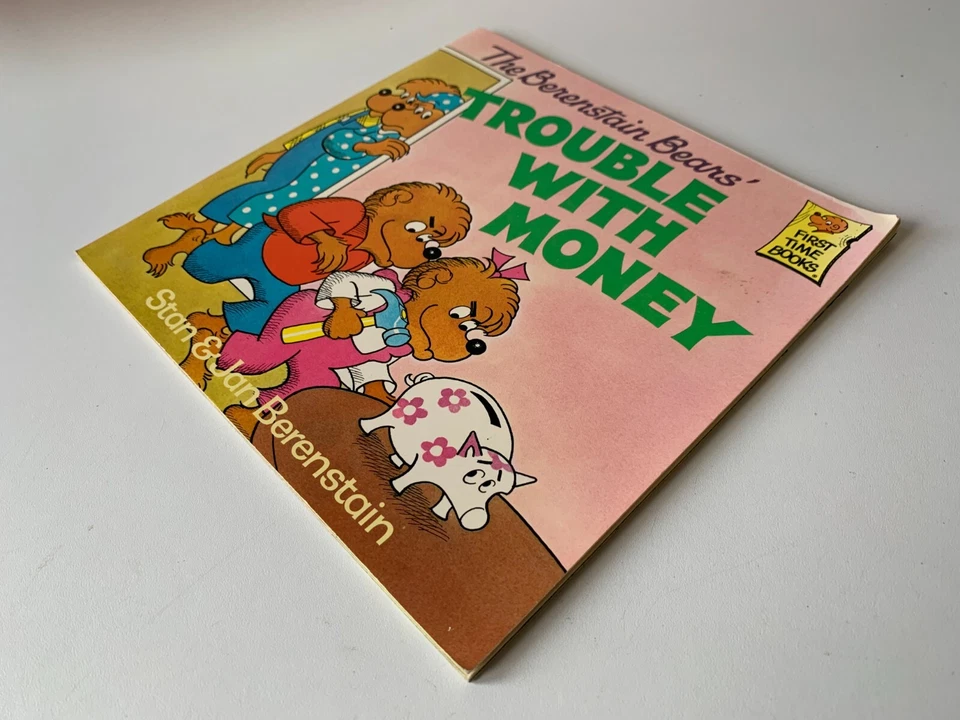 The Berenstain Bears'
TROUBLE
WITH
MONEY
FIRST
TIME
BOOKS
Stan & Jan Berenstain